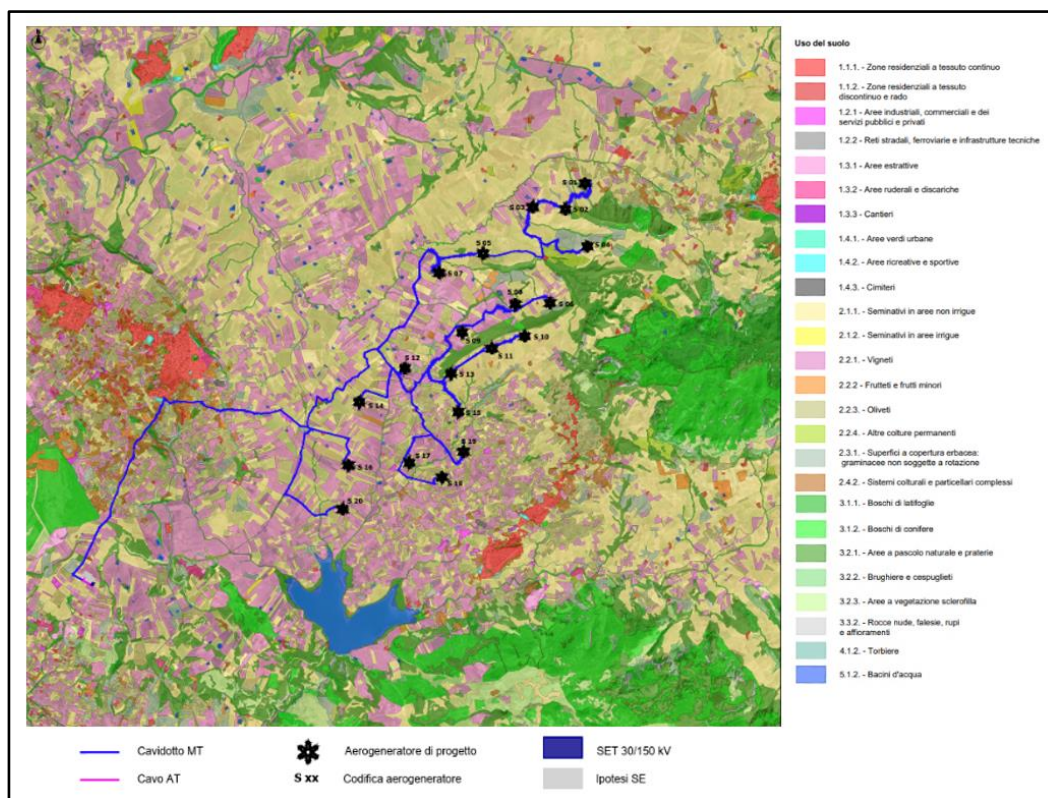 S 01
S 03
S 02
S 04
S 05
S 07
S 08
S 06
S 09
S 10
S 11
S 12
S 13
S 14
S 15
S 19
S 17
S 16
S 18
S 20
Uso del suolo
1.1.1. - Zone residenziali a tessuto continuo
1.1.2. - Zone residenziali a tessuto
discontinuo e rado
1.2.1 - Aree industriali, commerciali e dei
servizi pubblici e privati
1.2.2 - Reti stradali, ferroviarie e infrastrutture tecniche
1.3.1 - Aree estrattive
1.3.2 - Aree ruderali e discariche
1.3.3 - Cantieri
1.4.1. - Aree verdi urbane
1.4.2. - Aree ricreative e sportive
1.4.3. - Cimiteri
2.1.1. - Seminativi in aree non irrigue
2.1.2. - Seminativi in aree irrigue
2.2.1. - Vigneti
2.2.2 - Frutteti e frutti minori
2.2.3. - Oliveti
2.2.4. - Altre colture permanenti
2.3.1. - Superfici a copertura erbacea:
graminacee non soggette a rotazione
2.4.2. - Sistemi colturali e particellari complessi
3.1.1. - Boschi di latifoglie
3.1.2. - Boschi di conifere
3.2.1. - Aree a pascolo naturale e praterie
3.2.2. - Brughiere e cespuglieti
3.2.3. - Aree a vegetazione sclerofilla
3.3.2. - Rocce nude, falesie, rupi
e affioramenti
4.1.2. - Torbiere
5.1.2. - Bacini d'acqua
Cavidotto MT
Aerogeneratore di progetto
SET 30/150 kV
Cavo AT
S xx
Codifica aerogeneratore
Ipotesi SE